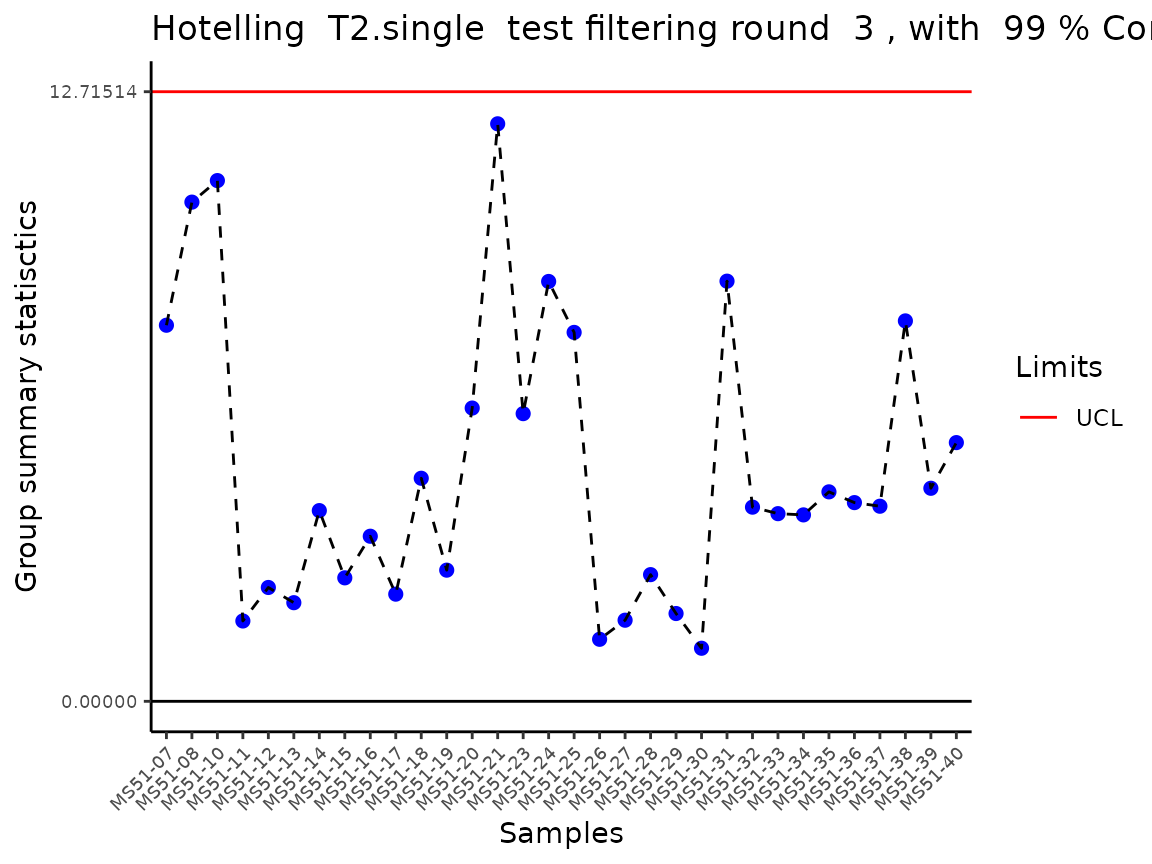 Hotelling T2.single test filtering round 3 , with 99 % Cor
12.71514
0.00000
Group summary statisctics
MS51-07
MS51-08
MS51-10
MS51-11
MS51-12
MS51-13
MS51-14
MS51-15
MS51-16
MS51-17
MS51-18
MS51-19
MS51-20
MS51-21
MS51-23
MS51-24
MS51-25
MS51-26
MS51-27
MS51-28
MS51-29
MS51-30
MS51-31
MS51-32
MS51-33
MS51-34
MS51-35
MS51-36
MS51-37
MS51-38
MS51-39
MS51-40
Samples
Limits
UCL